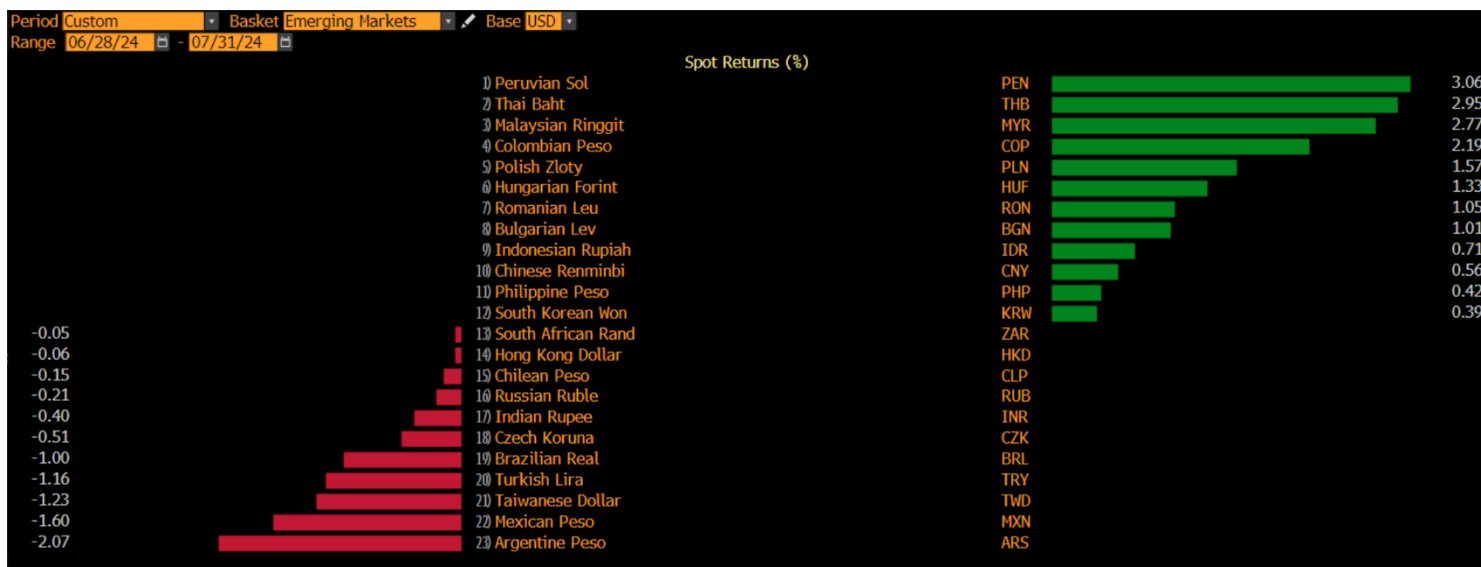 Period Custom Basket Emerging Markets Base USD
Range 06/28/24 - 07/31/24
Spot Returns (%)
1) Peruvian Sol PEN 3.06
2) Thai Baht THB 2.95
3) Malaysian Ringgit MYR 2.77
4) Colombian Peso COP 2.19
5) Polish Zloty PLN 1.57
6) Hungarian Forint HUF 1.33
7) Romanian Leu RON 1.05
8) Bulgarian Lev BGN 1.01
9) Indonesian Rupiah IDR 0.71
10) Chinese Renminbi CNY 0.56
11) Philippine Peso PHP 0.42
12) South Korean Won KRW 0.39
-0.05 13) South African Rand ZAR
-0.06 14) Hong Kong Dollar HKD
-0.15 15) Chilean Peso CLP
-0.21 16) Russian Ruble RUB
-0.40 17) Indian Rupee INR
-0.51 18) Czech Koruna CZK
-1.00 19) Brazilian Real BRL
-1.16 20) Turkish Lira TRY
-1.23 21) Taiwanese Dollar TWD
-1.60 22) Mexican Peso MXN
-2.07 23) Argentine Peso ARS